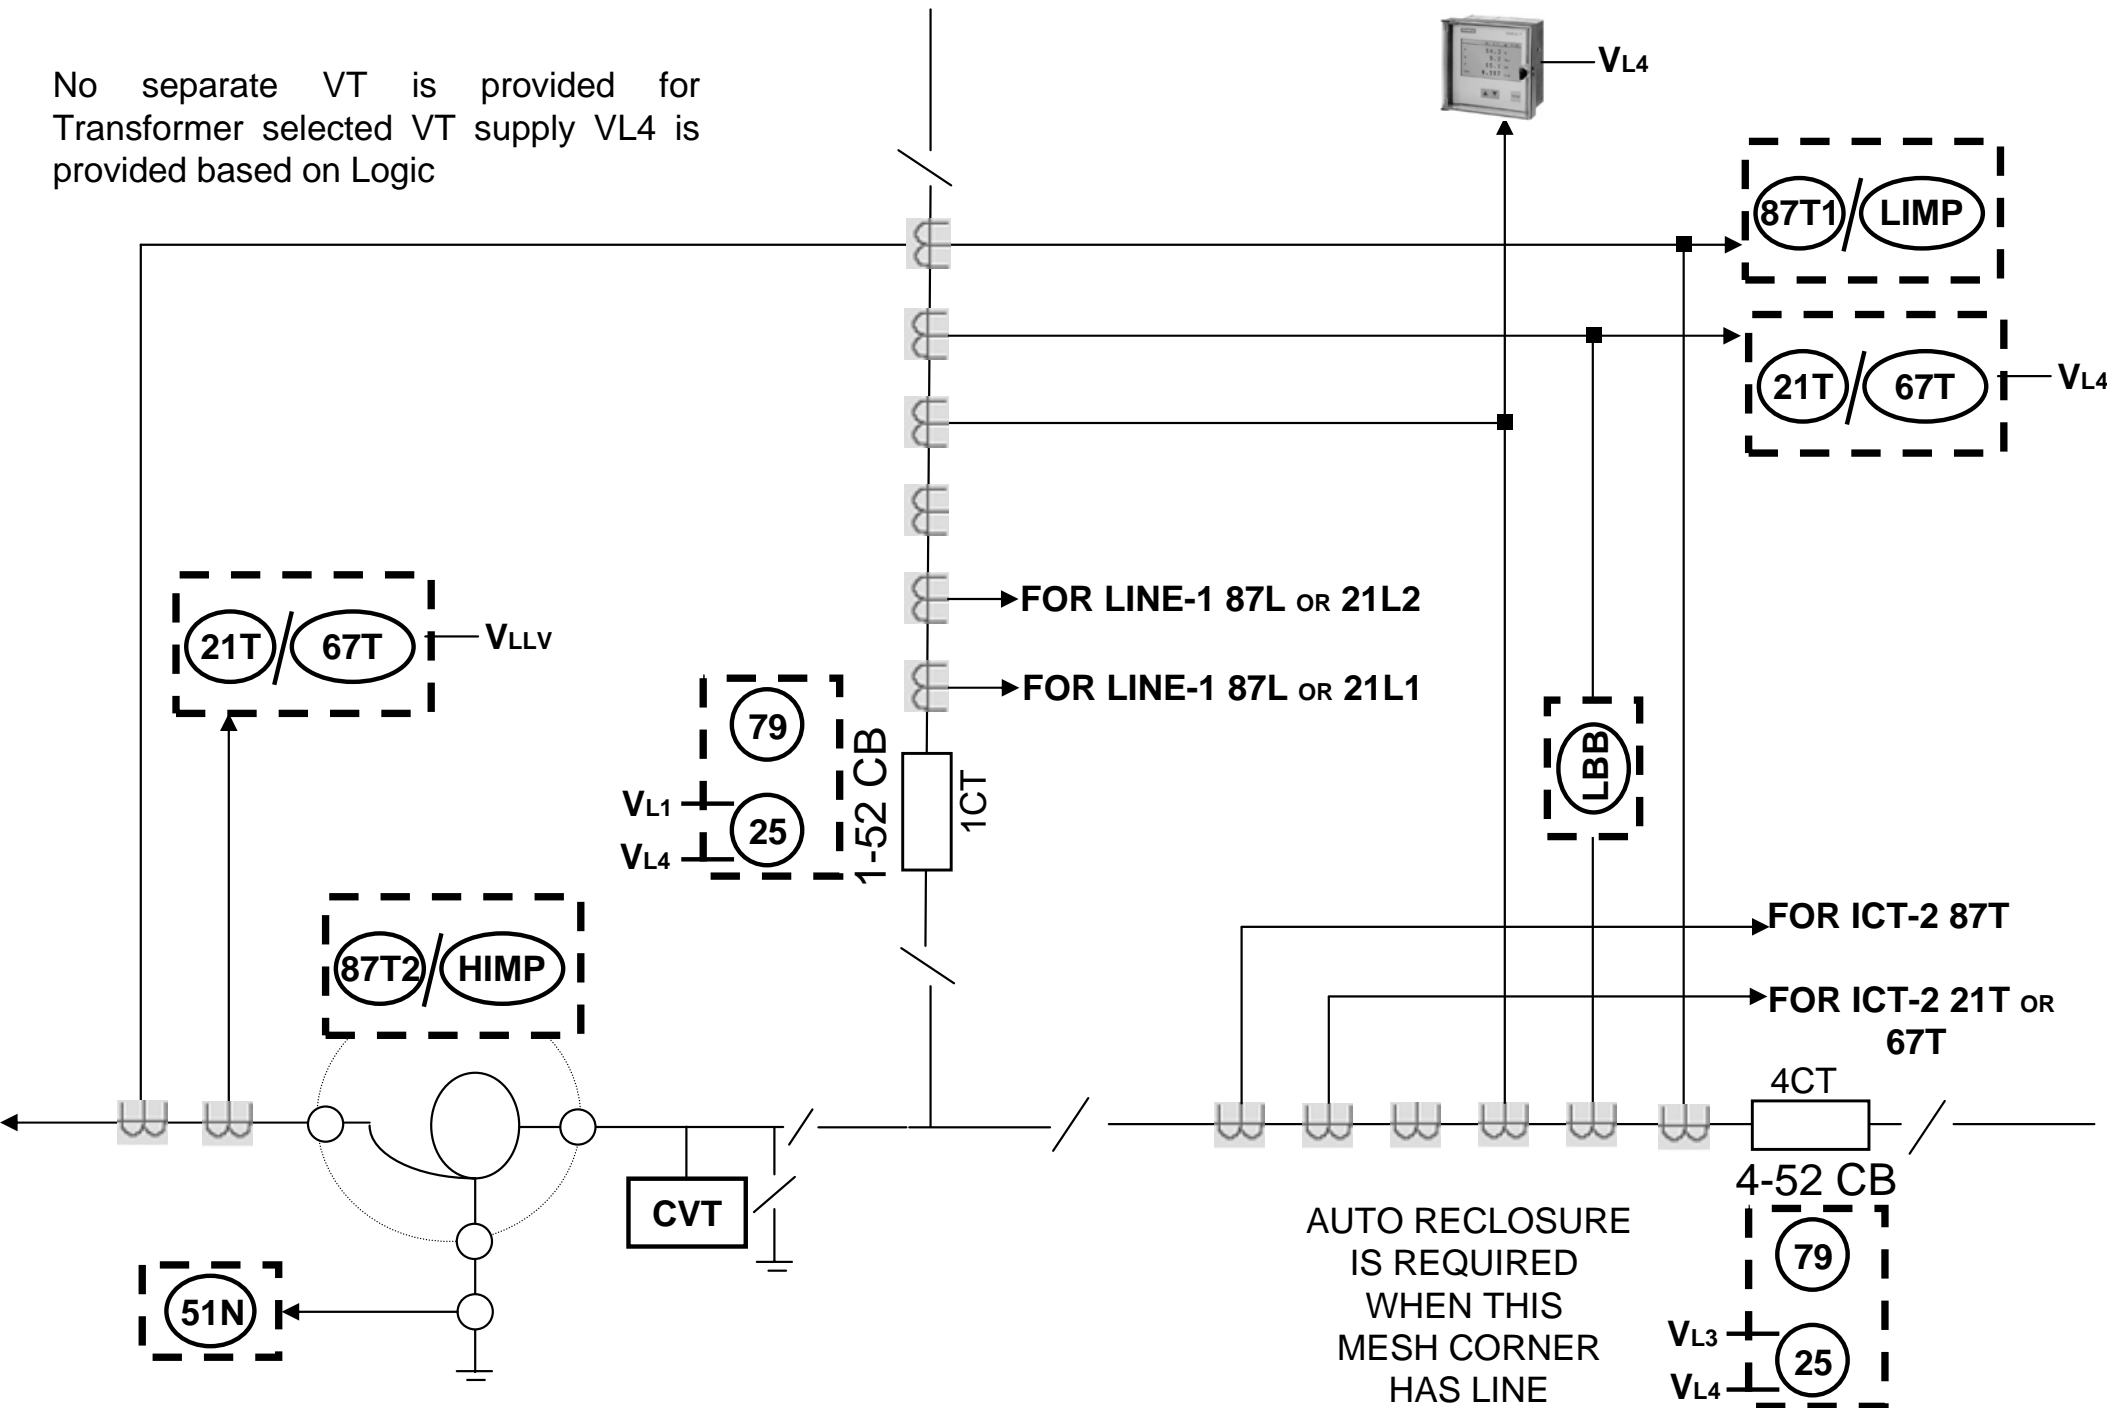 No separate VT is provided for
Transformer selected VT supply VL4 is
provided based on Logic
VL4
87T1 / LIMP
21T / 67T
VL4
FOR LINE-1 87L OR 21L2
21T / 67T
VLLV
FOR LINE-1 87L OR 21L1
79
1-52 CB
1CT
LBB
VL1
25
VL4
FOR ICT-2 87T
87T2 / HIMP
FOR ICT-2 21T OR
67T
4CT
CVT
4-52 CB
AUTO RECLOSURE
IS REQUIRED
WHEN THIS
MESH CORNER
HAS LINE
79
51N
VL3
25
VL4